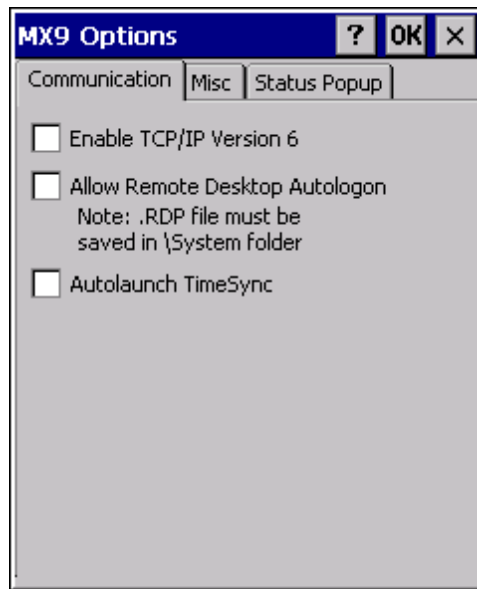 MX9 Options ? OK ×
Communication Misc Status Popup
Enable TCP/IP Version 6
Allow Remote Desktop Autologon
Note: .RDP file must be
saved in \System folder
Autolaunch TimeSync